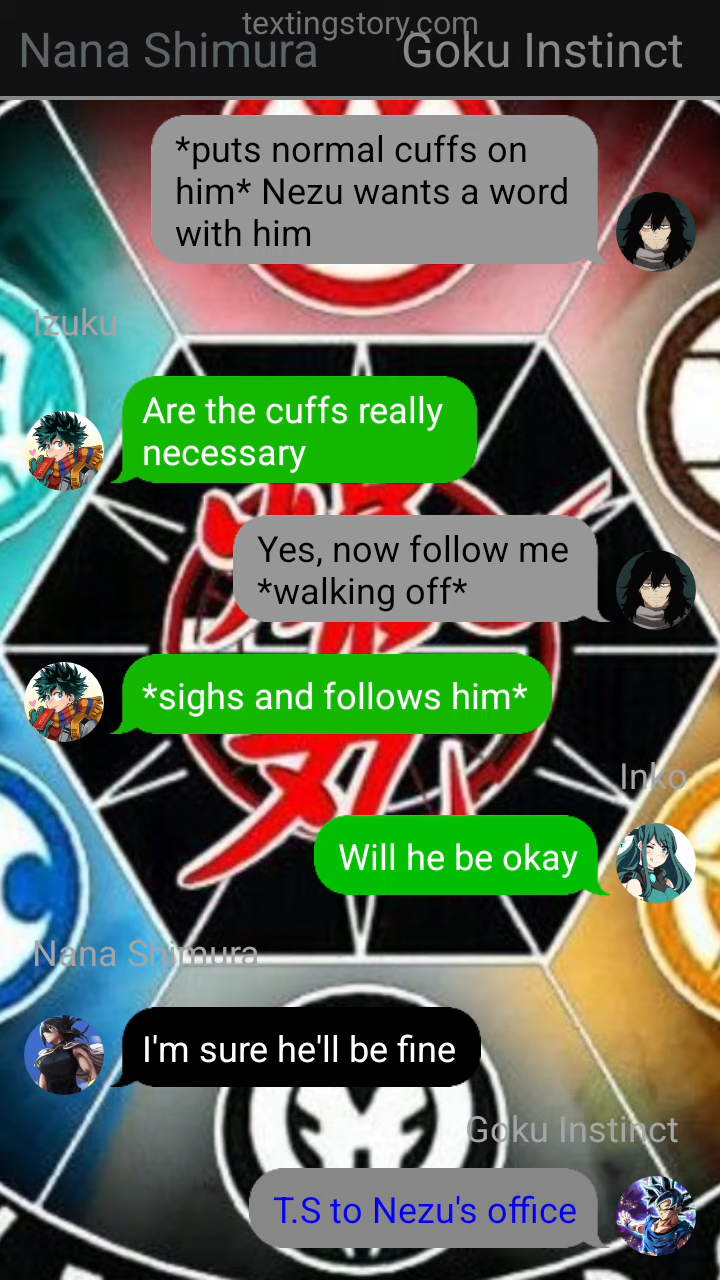 textingstory.com
Nana Shimura Goku Instinct
*puts normal cuffs on
him* Nezu wants a word
with him
Izuku
Are the cuffs really
necessary
Yes, now follow me
*walking off*
*sighs and follows him*
Inko
Will he be okay
Nana Shimura
I'm sure he'll be fine
Goku Instinct
T.S to Nezu's office